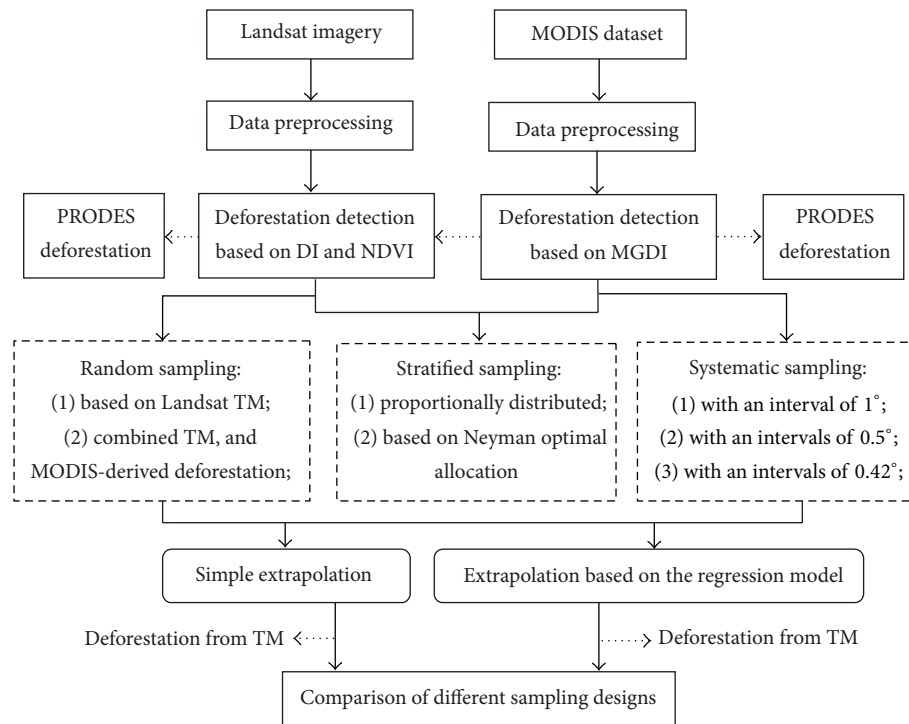 Landsat imagery
MODIS dataset
Data preprocessing
Data preprocessing
PRODES
deforestation
Deforestation detection
based on DI and NDVI
Deforestation detection
based on MGDI
PRODES
deforestation
Random sampling:
(1) based on Landsat TM;
(2) combined TM, and
MODIS-derived deforestation;
Stratified sampling:
(1) proportionally distributed;
(2) based on Neyman optimal
allocation
Systematic sampling:
(1) with an interval of 1°;
(2) with an intervals of 0.5°;
(3) with an intervals of 0.42°;
Simple extrapolation
Extrapolation based on the regression model
Deforestation from TM
Deforestation from TM
Comparison of different sampling designs